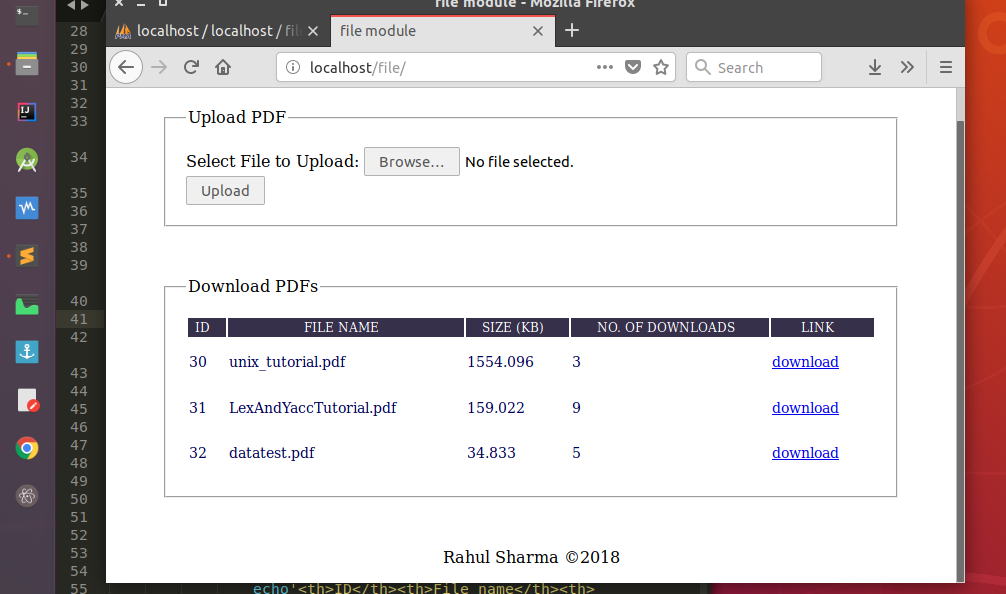 file module - Mozilla Firefox
localhost / localhost / fil
file module
localhost/file/
Search
Upload PDF
Select File to Upload: Browse... No file selected.
Upload
Download PDFs
ID FILE NAME SIZE (KB) NO. OF DOWNLOADS LINK
30 unix_tutorial.pdf 1554.096 3 download
31 LexAndYaccTutorial.pdf 159.022 9 download
32 datatest.pdf 34.833 5 download
Rahul Sharma ©2018
28
29
30
31
32
33
34
35
36
37
38
39
40
41
42
43
44
45
46
47
48
49
50
51
52
53
54
55 echo'<th>ID</th><th>File name</th><th>